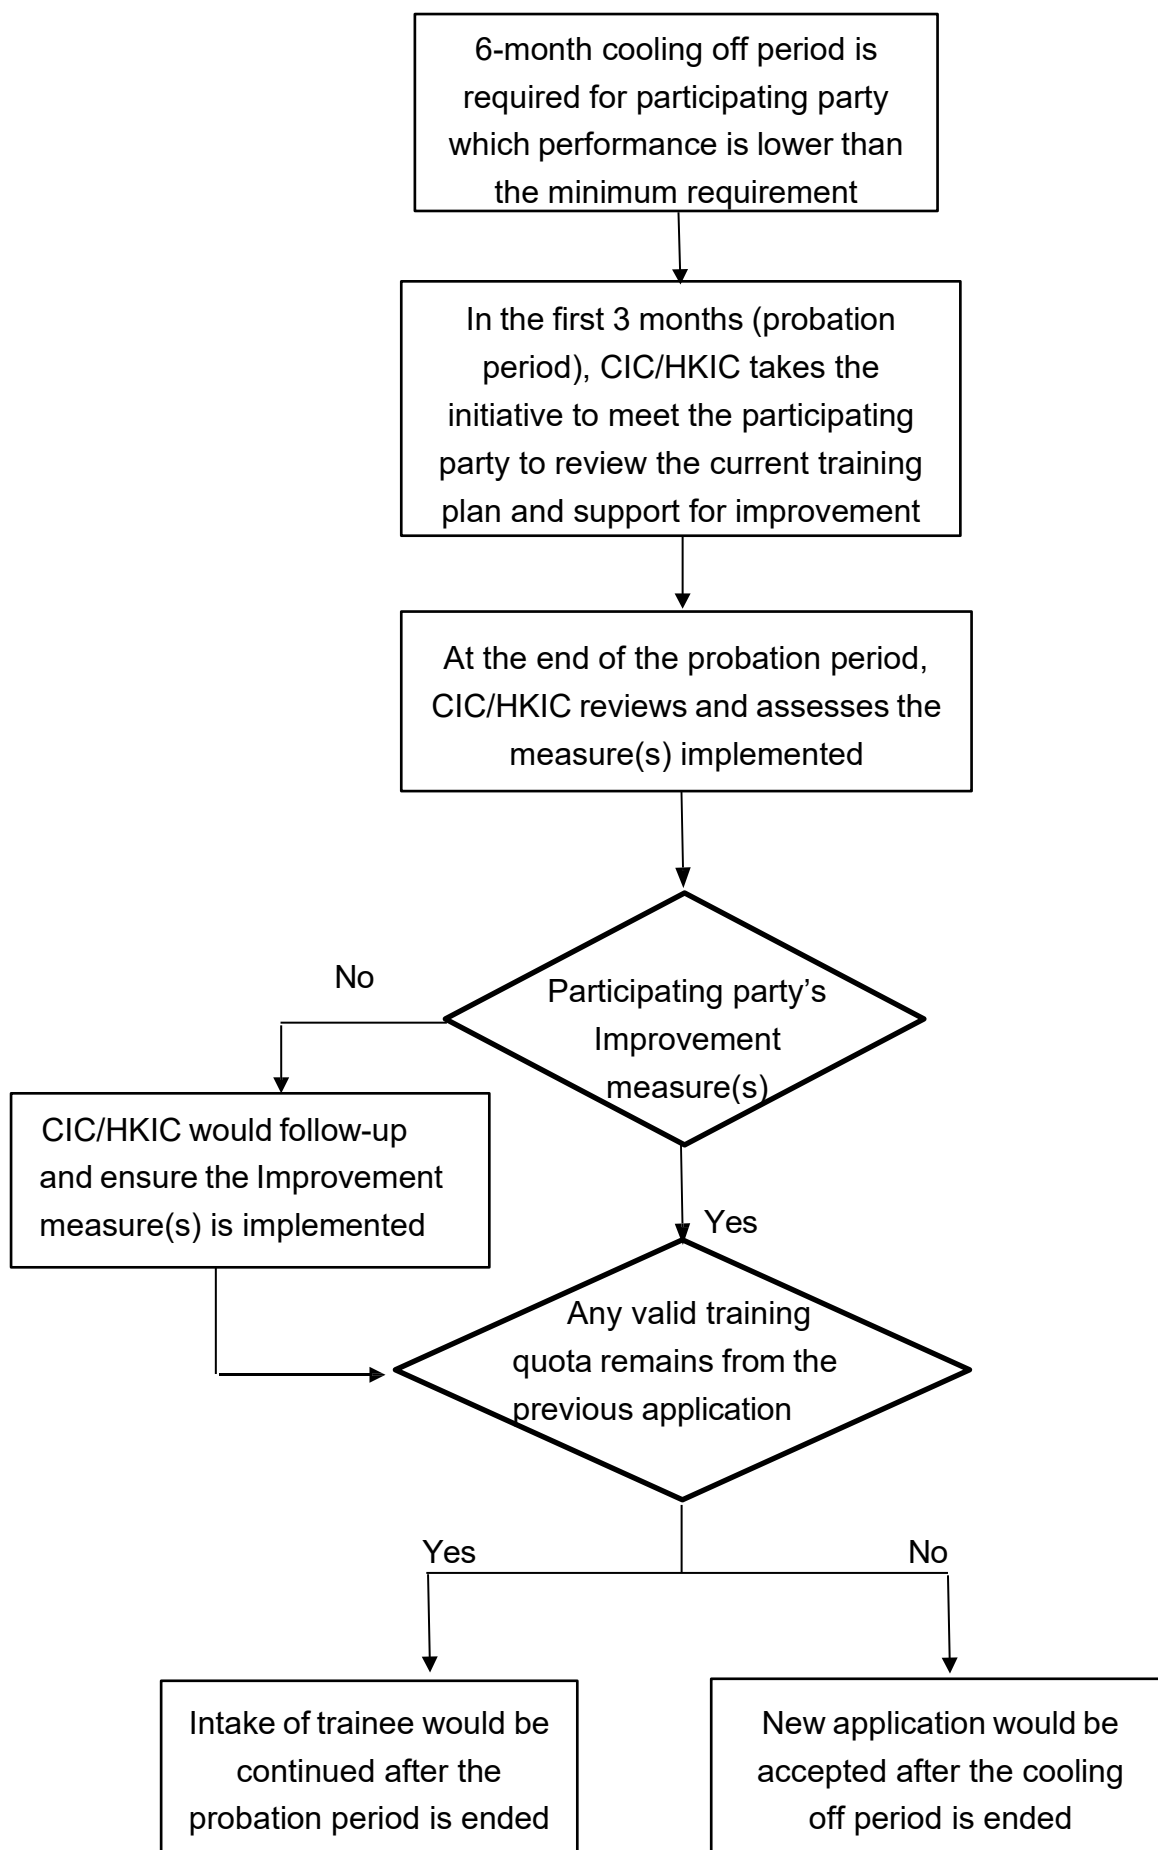 6-month cooling off period is
required for participating party
which performance is lower than
the minimum requirement
In the first 3 months (probation
period), CIC/HKIC takes the
initiative to meet the participating
party to review the current training
plan and support for improvement
At the end of the probation period,
CIC/HKIC reviews and assesses the
measure(s) implemented
No
Participating party’s
Improvement
measure(s)
CIC/HKIC would follow-up
and ensure the Improvement
measure(s) is implemented
Yes
Any valid training
quota remains from the
previous application
Yes
No
Intake of trainee would be
continued after the
probation period is ended
New application would be
accepted after the cooling
off period is ended